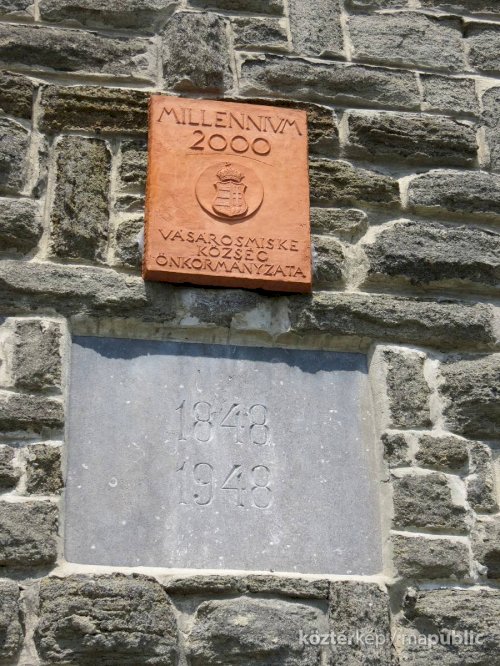 MILLENNIVM
2000
VÁSÁROSMISKE
KÖZSÉG
ÖNKORMÁNYZATA
1848
1948
köztérkép/mapublic